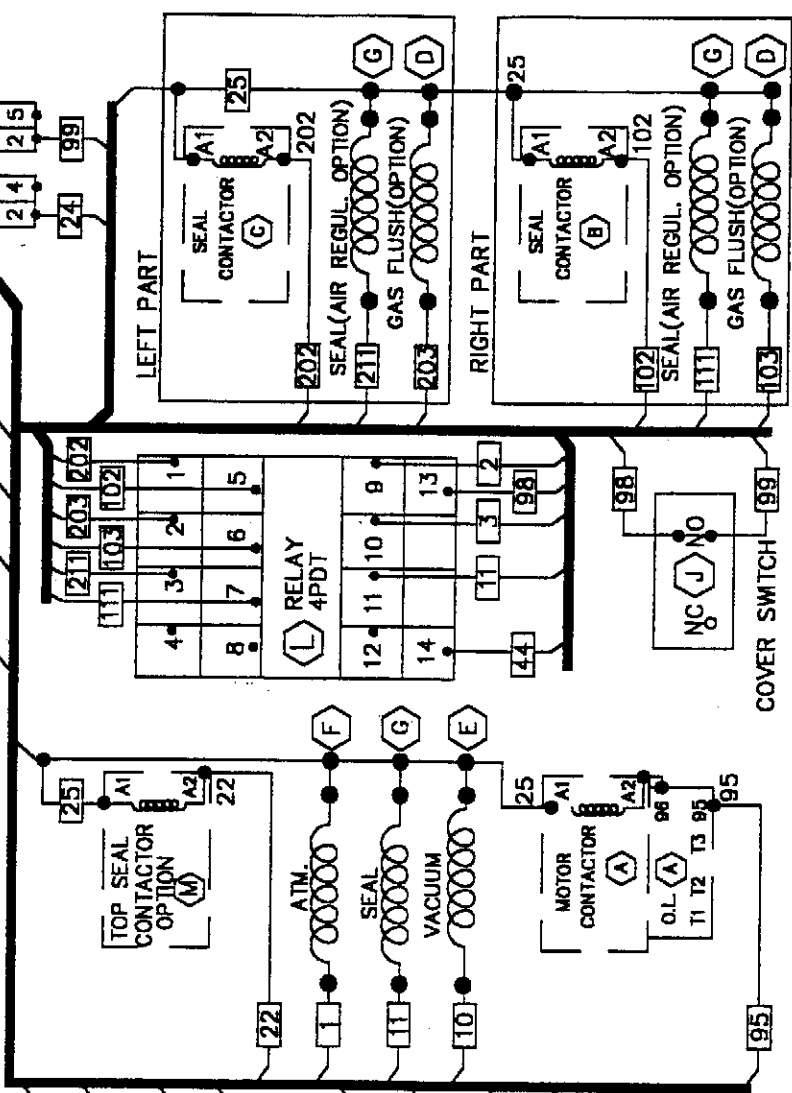 2 5
99
2 4
24
LEFT PART
25
SEAL
CONTACTOR
C
A1
A2
202
202
SEAL(AIR REGUL. OPTION)
211
G
GAS FLUSH(OPTION)
203
D
RIGHT PART
25
SEAL
CONTACTOR
B
A1
A2
102
102
SEAL(AIR REGUL. OPTION)
111
G
GAS FLUSH(OPTION)
103
D
202
102
203
103
211
111
1
2
3
4
5
6
7
8
L
RELAY
4PDT
9
10
11
12
13
14
2
98
3
11
44
98
99
NC J NO
COVER SWITCH
25
TOP SEAL
CONTACTOR
OPTION
M
A1
A2
22
22
ATM.
1
F
SEAL
11
G
VACUUM
10
E
25
MOTOR
CONTACTOR
A
A1
A2
96
O.L A
T1 T2 T3 95
95
95